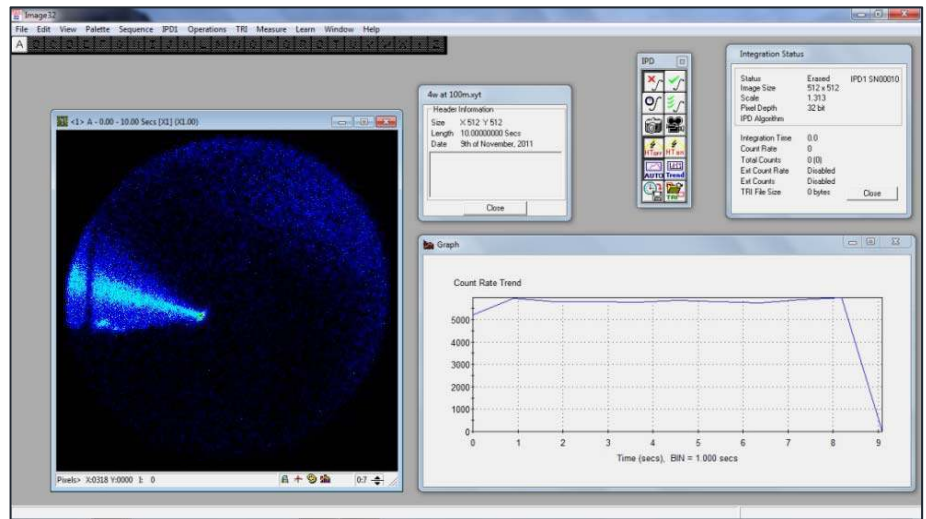 Image32
File Edit View Palette Sequence IPD1 Operations TRI Measure Learn Window Help
A
<1> A - 0.00 - 10.00 Secs [X1] (X1.00)
Pixels> X:0318 Y:0000 I: 0
0:7
4w at 100m.xyt
Header Information
Size X 512 Y 512
Length 10.00000000 Secs
Date 9th of November, 2011
Close
IPD
HT OFF HT on
AUTO Trend
TRI
Integration Status
Status Erased IPD1 SN00010
Image Size 512 x 512
Scale 1.313
Pixel Depth 32 bit
IPD Algorithm
Integration Time 0.0
Count Rate 0
Total Counts 0 (0)
Ext Count Rate Disabled
Ext Counts Disabled
TRI File Size 0 bytes
Close
Graph
Count Rate Trend
5000
4000
3000
2000
1000
0
0 1 2 3 4 5 6 7 8 9
Time (secs), BIN = 1.000 secs